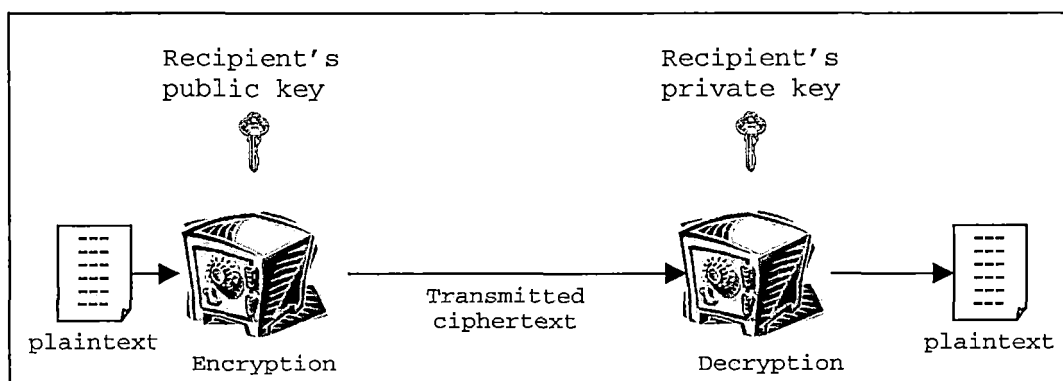 Recipient's
public key
Recipient's
private key
plaintext
Encryption
Transmitted
ciphertext
Decryption
plaintext